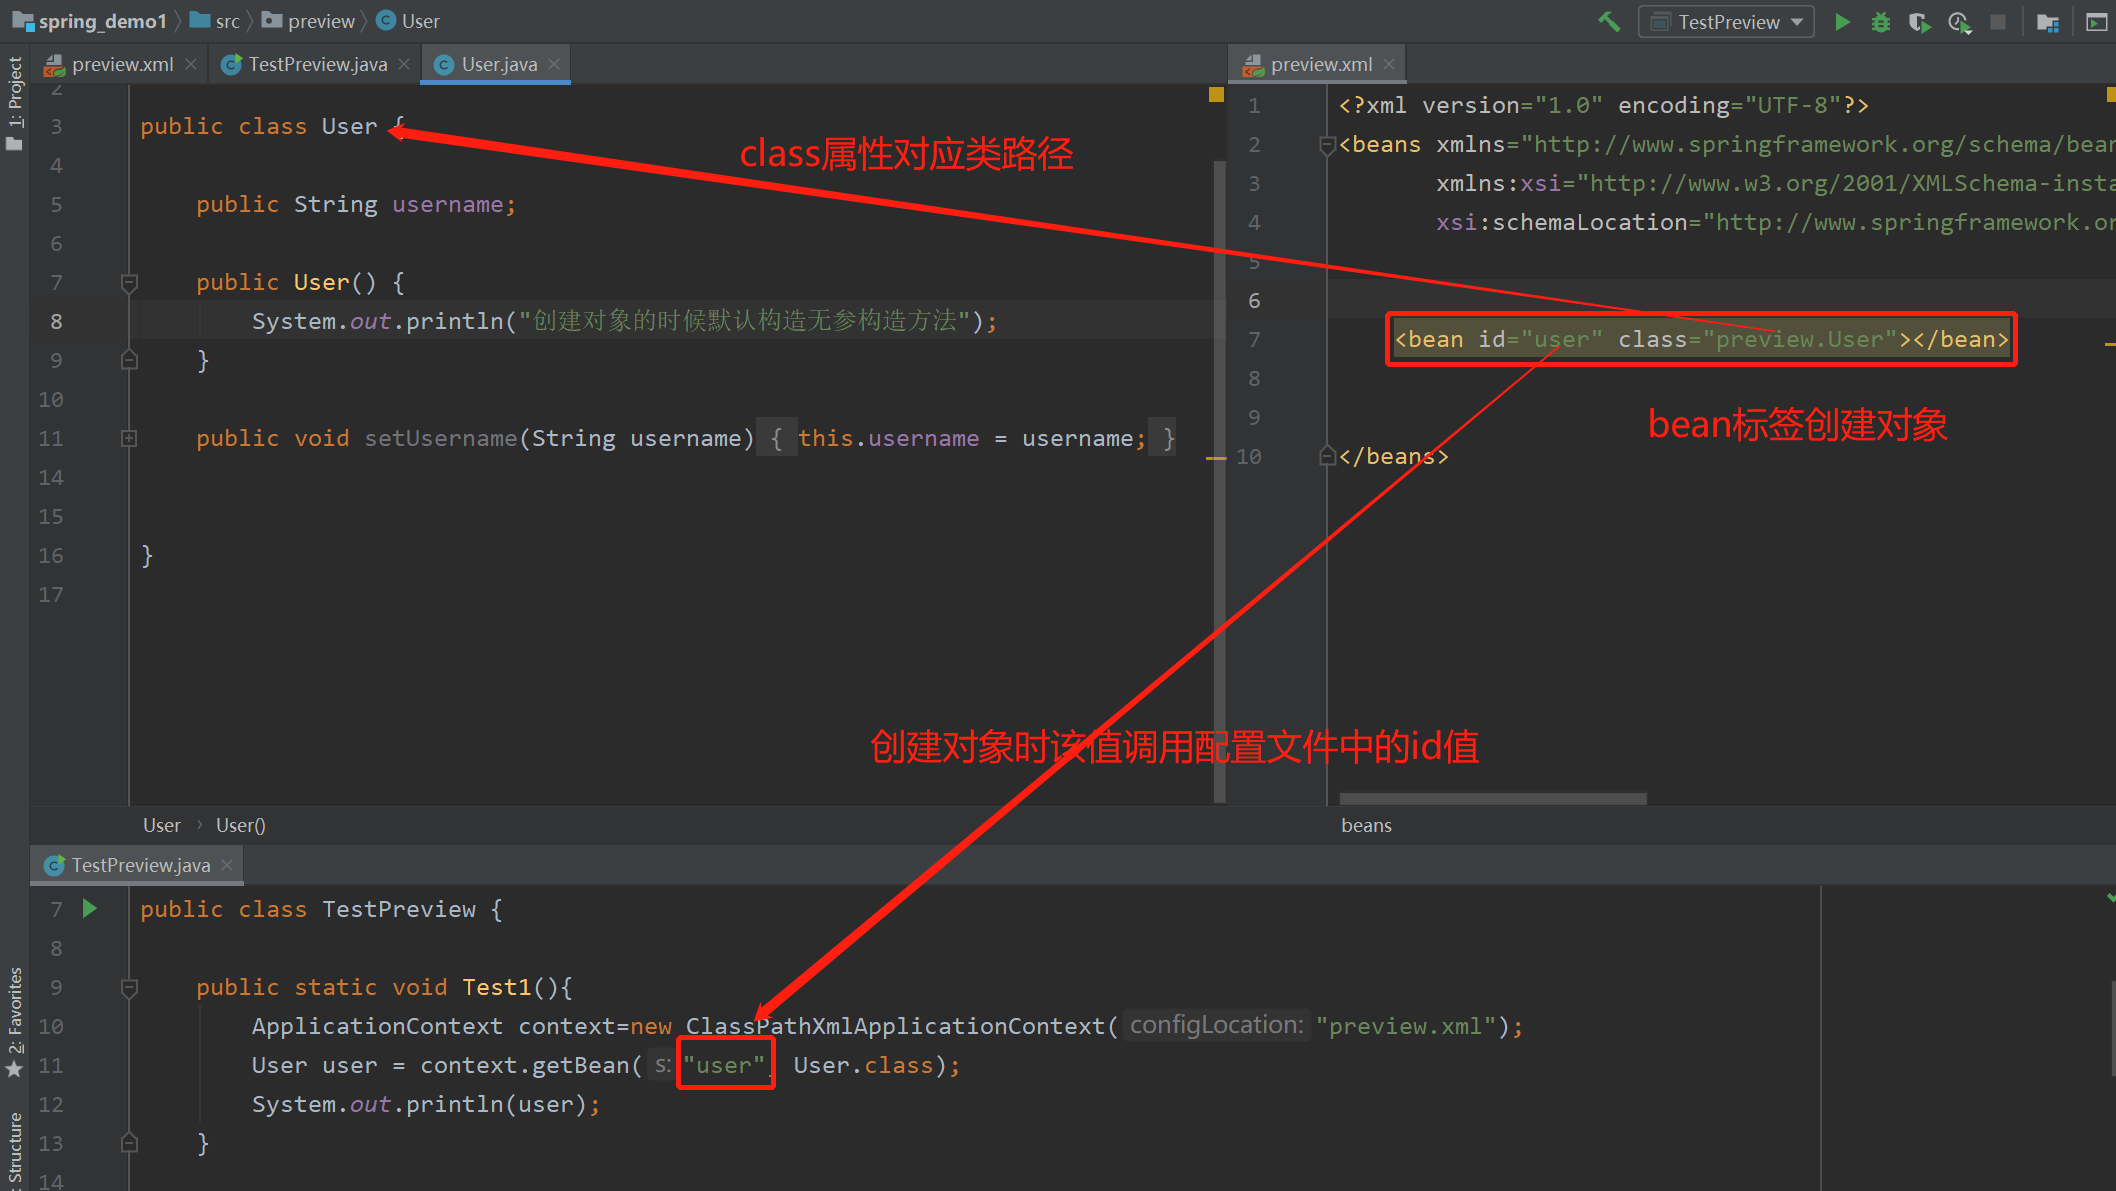 spring_demo1 src preview User
TestPreview
1: Project
2: Favorites
Structure
preview.xml TestPreview.java User.java
2
3 public class User {
4
5 public String username;
6
7 public User() {
8 System.out.println("创建对象的时候默认构造无参构造方法");
9 }
10
11 public void setUsername(String username) { this.username = username; }
14
15
16 }
17
User User()
class属性对应类路径
preview.xml
1 <?xml version="1.0" encoding="UTF-8"?>
2 <beans xmlns="http://www.springframework.org/schema/bean
3 xmlns:xsi="http://www.w3.org/2001/XMLSchema-insta
4 xsi:schemaLocation="http://www.springframework.or
5
6
7 <bean id="user" class="preview.User"></bean>
8
9
10 </beans>
bean标签创建对象
beans
创建对象时该值调用配置文件中的id值
TestPreview.java
7 public class TestPreview {
8
9 public static void Test1(){
10 ApplicationContext context=new ClassPathXmlApplicationContext( configLocation: "preview.xml");
11 User user = context.getBean( s: "user", User.class);
12 System.out.println(user);
13 }
14